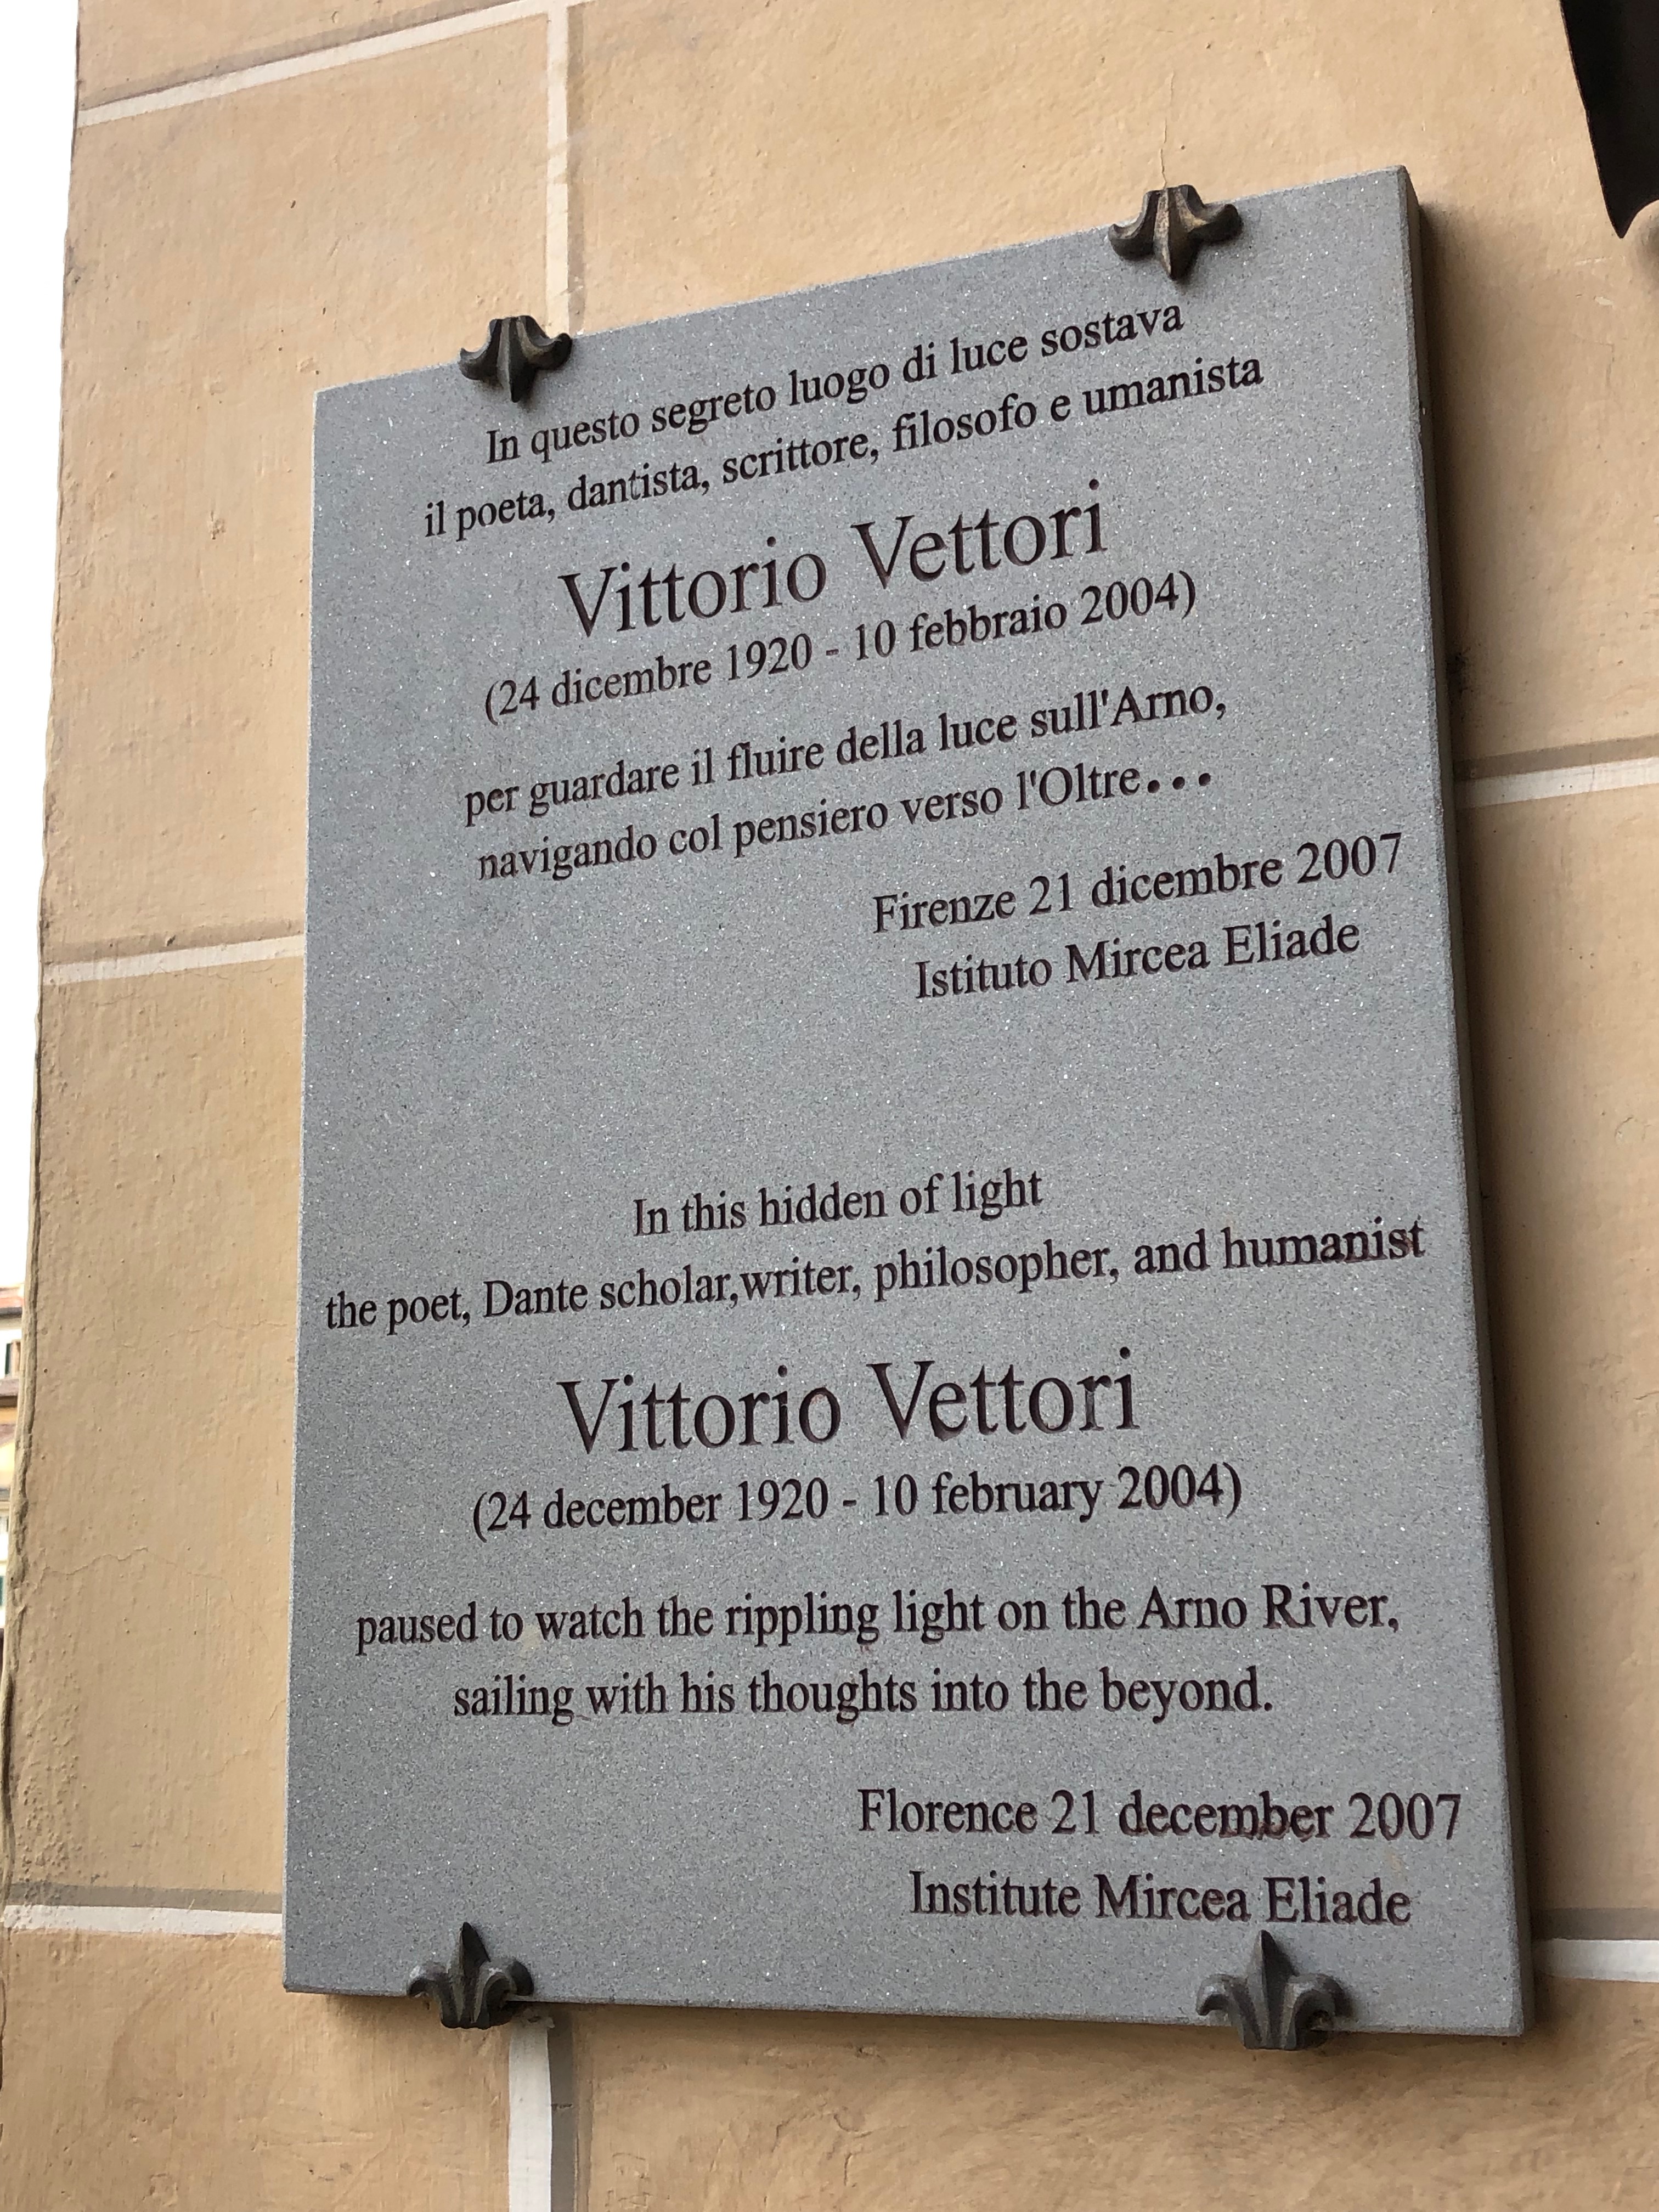 In questo segreto luogo di luce sostava
il poeta, dantista, scrittore, filosofo e umanista
Vittorio Vettori
(24 dicembre 1920 - 10 febbraio 2004)
per guardare il fluire della luce sull'Arno,
navigando col pensiero verso l'Oltre...
Firenze 21 dicembre 2007
Istituto Mircea Eliade
In this hidden of light
the poet, Dante scholar,writer, philosopher, and humanist
Vittorio Vettori
(24 december 1920 - 10 february 2004)
paused to watch the rippling light on the Arno River,
sailing with his thoughts into the beyond.
Florence 21 december 2007
Institute Mircea Eliade